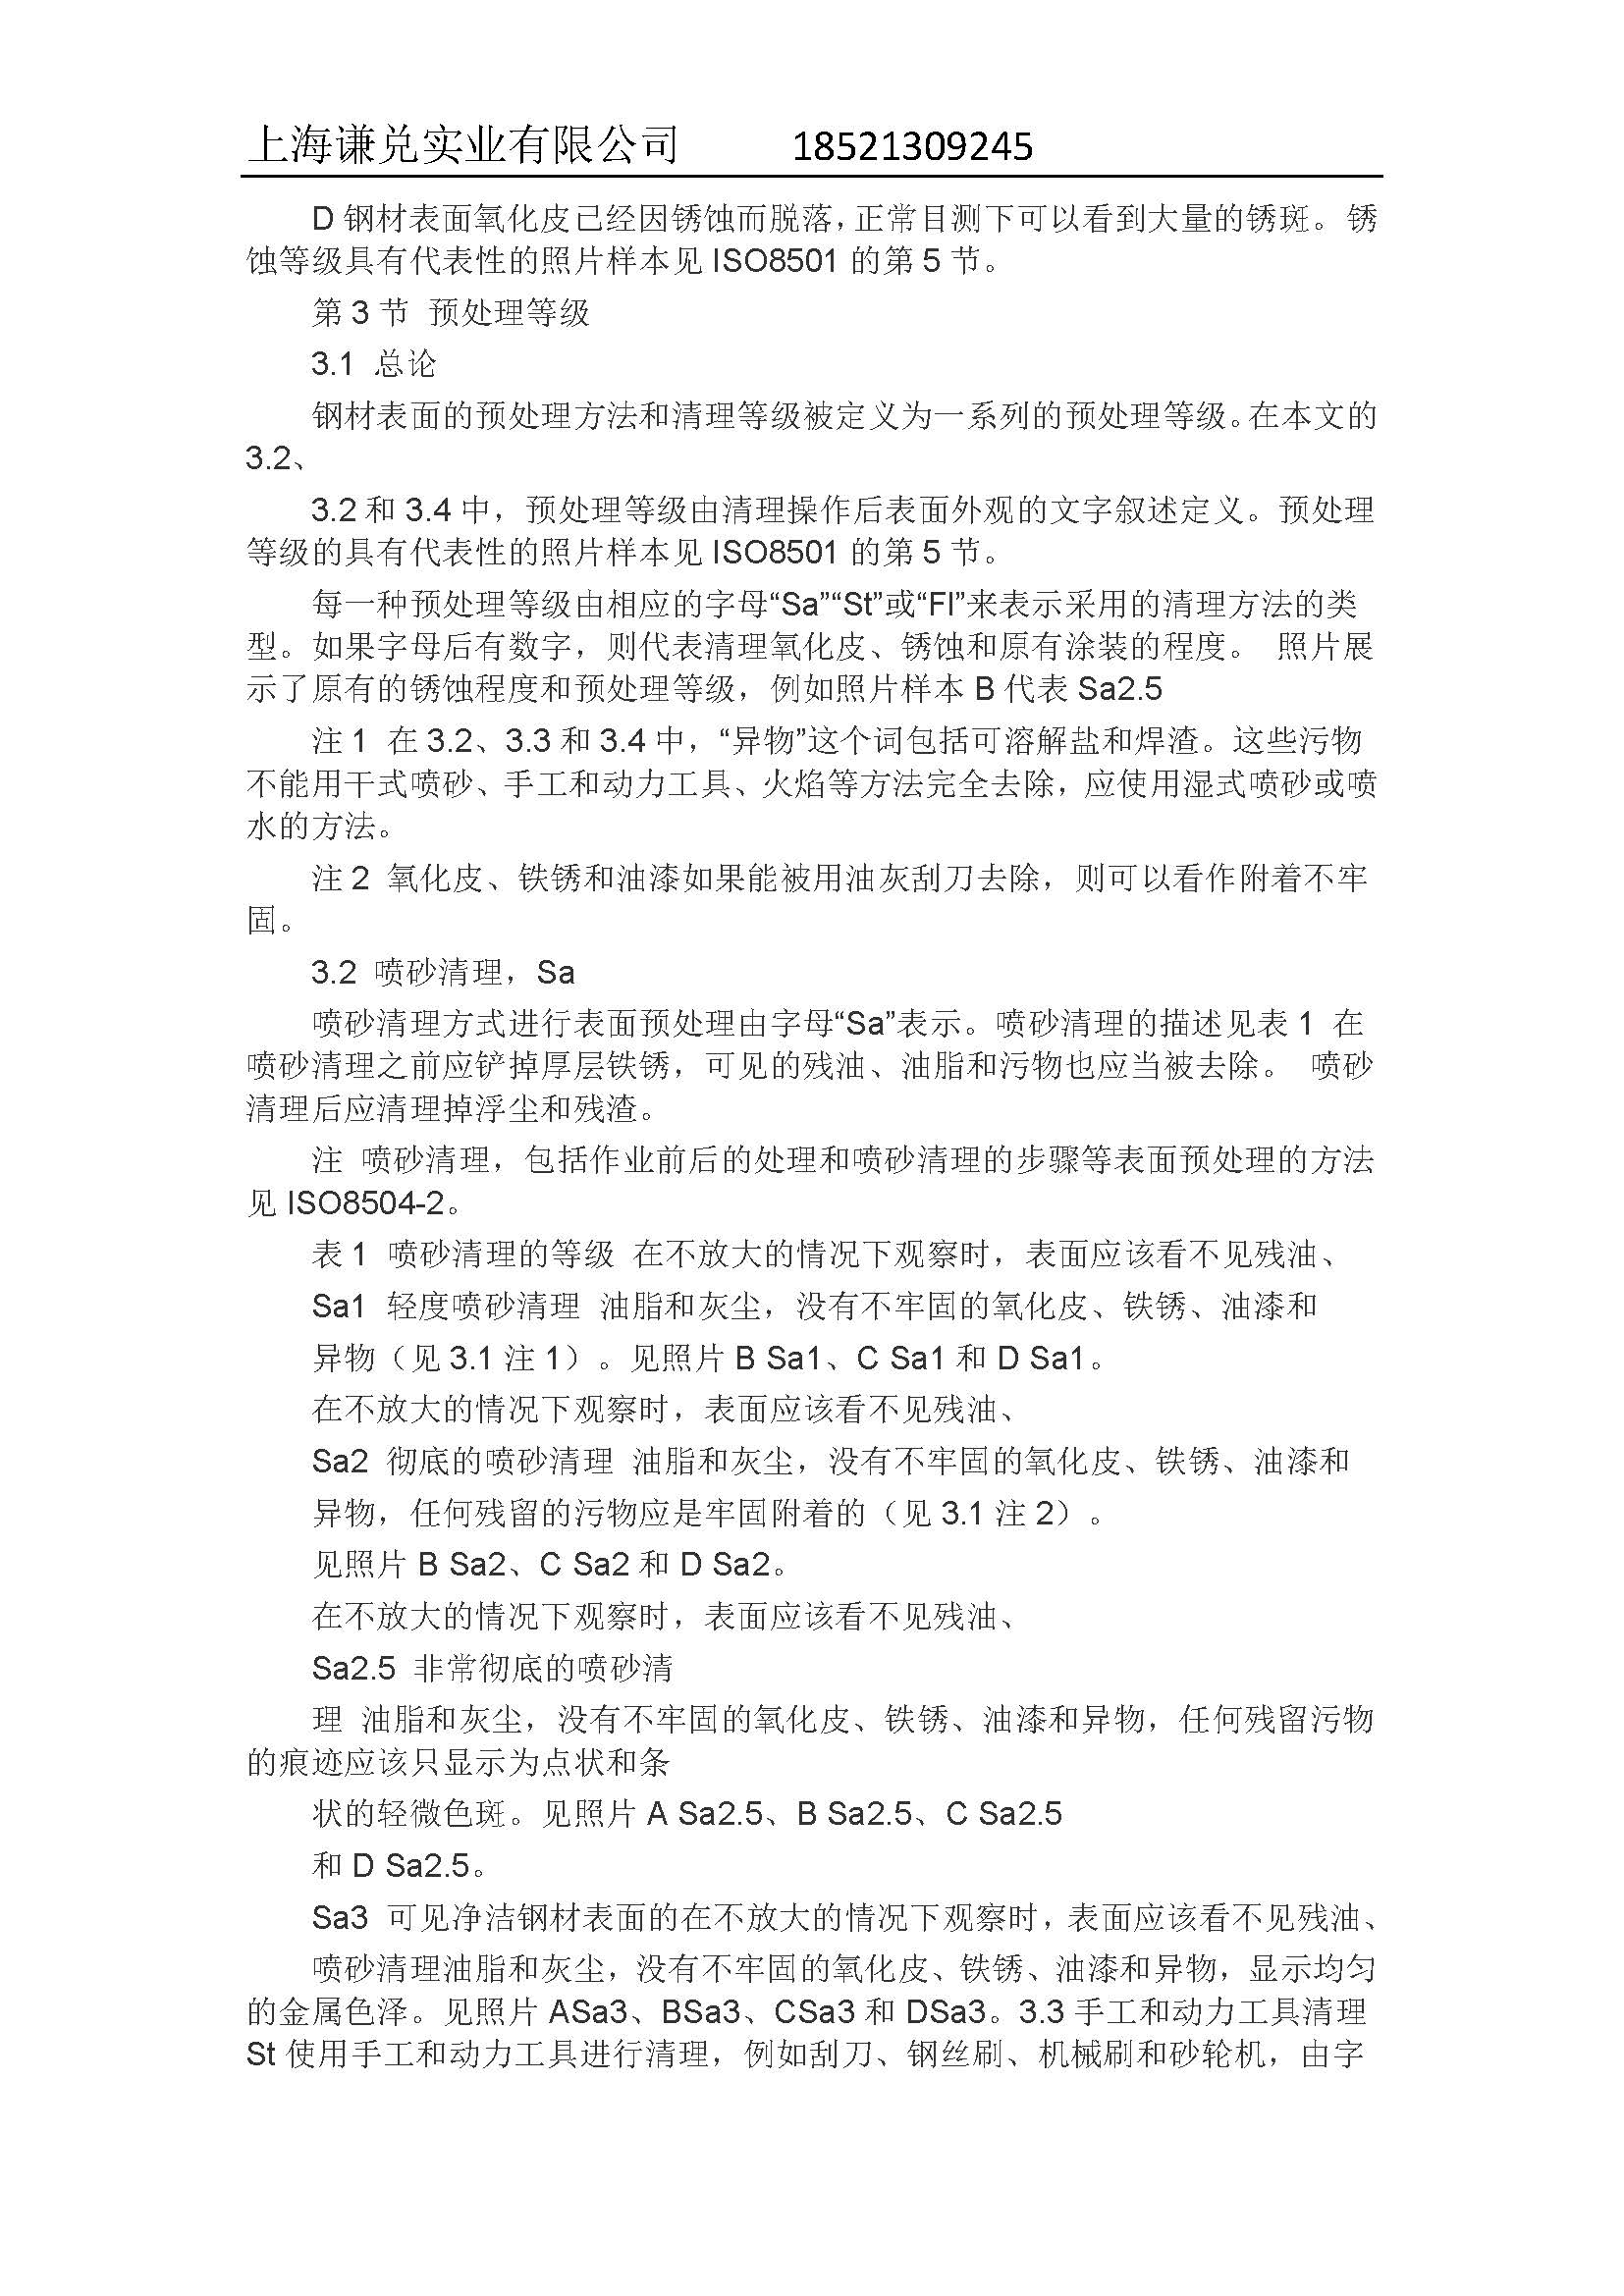 上海谦兑实业有限公司 18521309245
D 钢材表面氧化皮已经因锈蚀而脱落，正常目测下可以看到大量的锈斑。锈
蚀等级具有代表性的照片样本见 ISO8501 的第 5 节。
第 3 节 预处理等级
3.1 总论
钢材表面的预处理方法和清理等级被定义为一系列的预处理等级。在本文的
3.2、
3.2 和 3.4 中，预处理等级由清理操作后表面外观的文字叙述定义。预处理
等级的具有代表性的照片样本见 ISO8501 的第 5 节。
每一种预处理等级由相应的字母“Sa”“St”或“Fl”来表示采用的清理方法的类
型。如果字母后有数字，则代表清理氧化皮、锈蚀和原有涂装的程度。 照片展
示了原有的锈蚀程度和预处理等级，例如照片样本 B 代表 Sa2.5
注 1 在 3.2、3.3 和 3.4 中，“异物”这个词包括可溶解盐和焊渣。这些污物
不能用干式喷砂、手工和动力工具、火焰等方法完全去除，应使用湿式喷砂或喷
水的方法。
注 2 氧化皮、铁锈和油漆如果能被用油灰刮刀去除，则可以看作附着不牢
固。
3.2 喷砂清理，Sa
喷砂清理方式进行表面预处理由字母“Sa”表示。喷砂清理的描述见表 1 在
喷砂清理之前应铲掉厚层铁锈，可见的残油、油脂和污物也应当被去除。 喷砂
清理后应清理掉浮尘和残渣。
注 喷砂清理，包括作业前后的处理和喷砂清理的步骤等表面预处理的方法
见 ISO8504-2。
表 1 喷砂清理的等级 在不放大的情况下观察时，表面应该看不见残油、
Sa1 轻度喷砂清理 油脂和灰尘，没有不牢固的氧化皮、铁锈、油漆和
异物（见 3.1 注 1）。见照片 B Sa1、C Sa1 和 D Sa1。
在不放大的情况下观察时，表面应该看不见残油、
Sa2 彻底的喷砂清理 油脂和灰尘，没有不牢固的氧化皮、铁锈、油漆和
异物，任何残留的污物应是牢固附着的（见 3.1 注 2）。
见照片 B Sa2、C Sa2 和 D Sa2。
在不放大的情况下观察时，表面应该看不见残油、
Sa2.5 非常彻底的喷砂清
理 油脂和灰尘，没有不牢固的氧化皮、铁锈、油漆和异物，任何残留污物
的痕迹应该只显示为点状和条
状的轻微色斑。见照片 A Sa2.5、B Sa2.5、C Sa2.5
和 D Sa2.5。
Sa3 可见净洁钢材表面的在不放大的情况下观察时，表面应该看不见残油、
喷砂清理油脂和灰尘，没有不牢固的氧化皮、铁锈、油漆和异物，显示均匀
的金属色泽。见照片 ASa3、BSa3、CSa3 和 DSa3。3.3 手工和动力工具清理
St 使用手工和动力工具进行清理，例如刮刀、钢丝刷、机械刷和砂轮机，由字